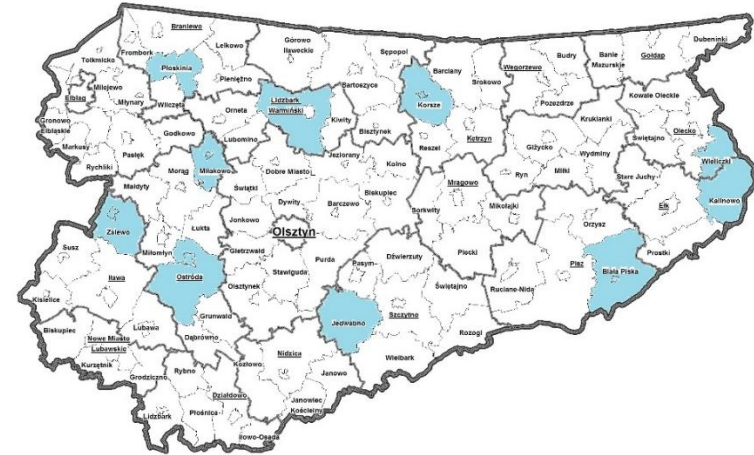 Braniewo
Frombork
Lelkowo
Górowo
Iławeckie
Sępopol
Dubeninki
Gołdap
Banie
Mazurskie
Budry
Węgorzewo
Barciany
Srokowo
Tolkmicko
Płoskinia
Pieniężno
Bartoszyce
Milejewo
Elbląg
Młynary
Wilczęta
Orneta
Lidzbark
Warmiński
Kiwity
Bisztynek
Korsze
Kętrzyn
Pozezdrze
Kruklanki
Kowale Oleckie
Świętajno
Olecko
Gronowo
Elbląskie
Markusy
Rychliki
Pasłęk
Godkowo
Lubomino
Reszel
Giżycko
Wydminy
Wieliczki
Miłakowo
Morąg
Małdyty
Dobre Miasto
Jeziorany
Kolno
Ryn
Miłki
Stare Juchy
Kalinowo
Świątki
Dywity
Barczewo
Biskupiec
Mrągowo
Mikołajki
Sorkwity
Ełk
Zalewo
Łukta
Jonkowo
Olsztyn
Orzysz
Prostki
Susz
Miłomłyn
Gietrzwałd
Purda
Pasym
Dźwierzuty
Piecki
Pisz
Biała Piska
Iława
Ostróda
Stawiguda
Olsztynek
Świętajno
Ruciane-Nida
Kisielice
Grunwald
Jedwabno
Szczytno
Rozogi
Biskupiec
Nowe Miasto
Lubawskie
Lubawa
Dąbrówno
Kurzętnik
Nidzica
Wielbark
Grodziczno
Rybno
Kozłowo
Janowo
Działdowo
Lidzbark
Płośnica
Janowiec
Kościelny
Iłowo-Osada